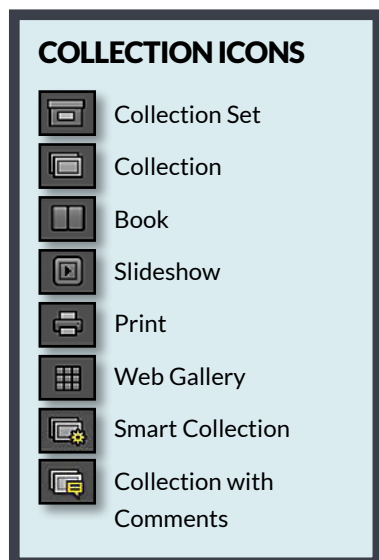 COLLECTION ICONS
Collection Set
Collection
Book
Slideshow
Print
Web Gallery
Smart Collection
Collection with
Comments